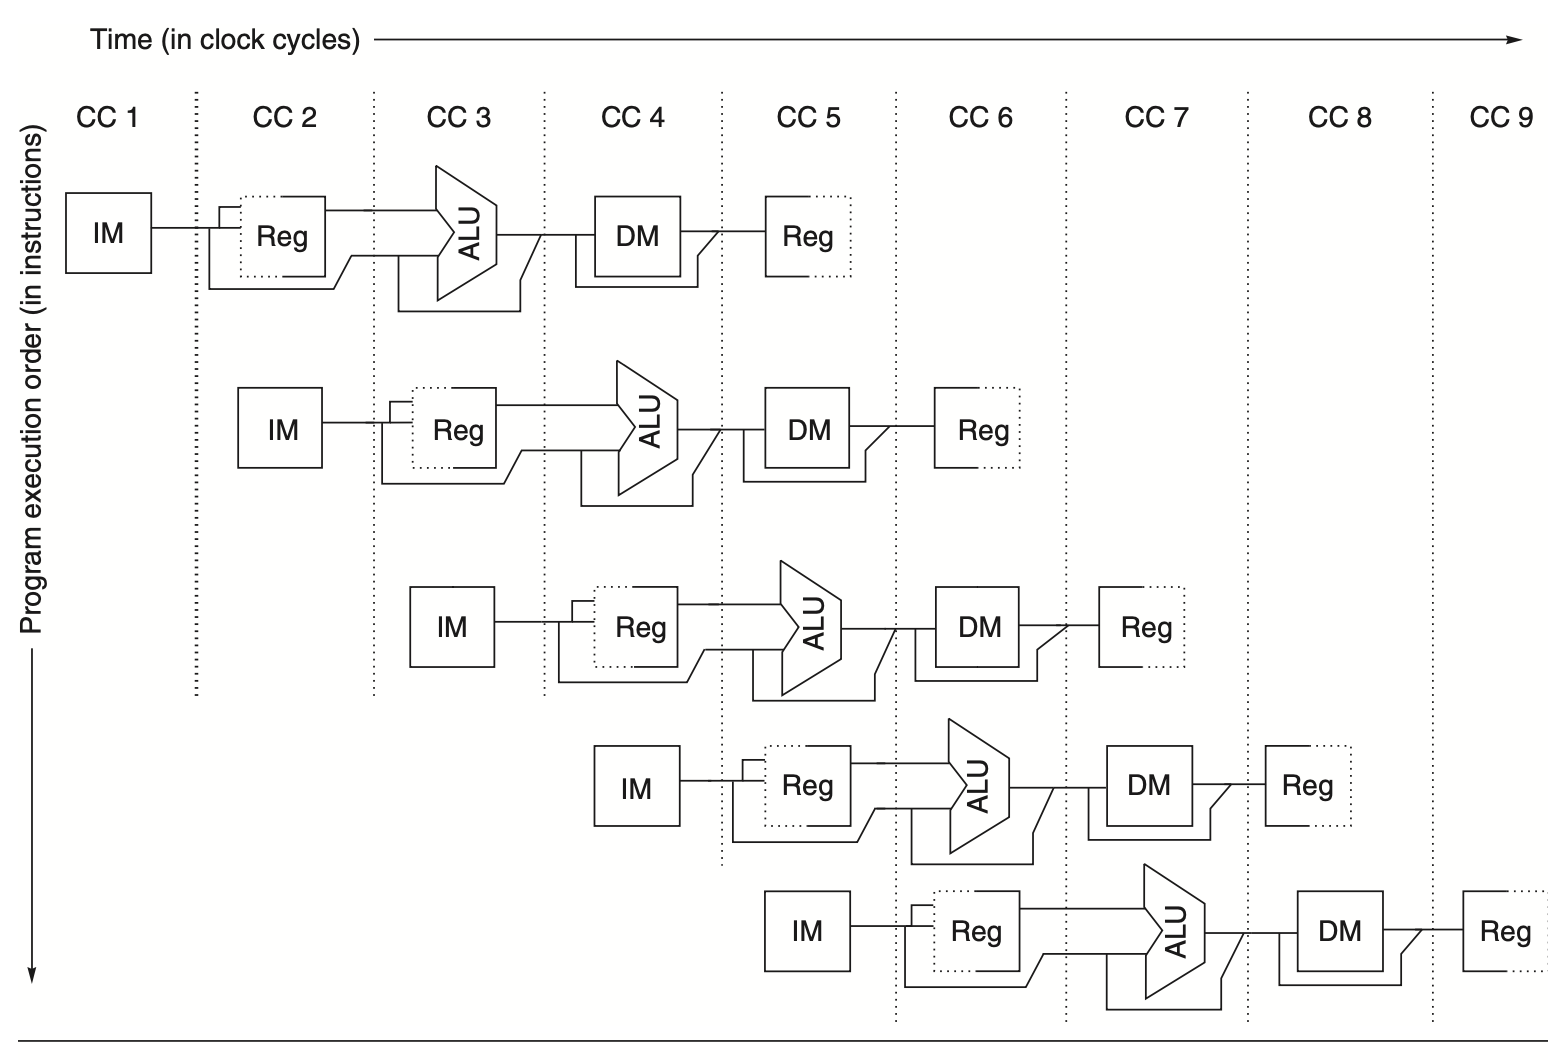 Time (in clock cycles)
CC 1 CC 2 CC 3 CC 4 CC 5 CC 6 CC 7 CC 8 CC 9
Program execution order (in instructions)
IM Reg ALU DM Reg
IM Reg ALU DM Reg
IM Reg ALU DM Reg
IM Reg ALU DM Reg
IM Reg ALU DM Reg